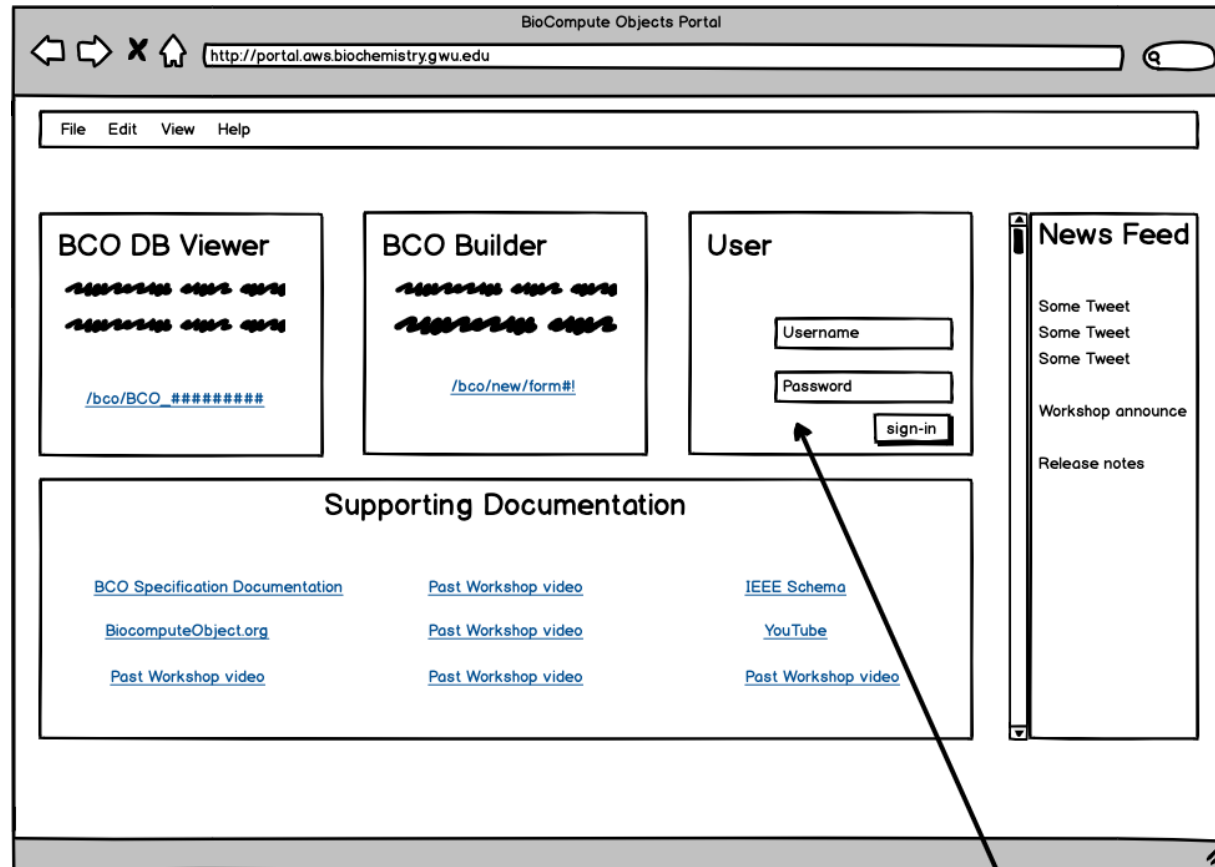 BioCompute Objects Portal
http://portal.aws.biochemistry.gwu.edu
File Edit View Help
BCO DB Viewer
/bco/BCO_#########
BCO Builder
/bco/new/form#!
User
Username
Password
sign-in
News Feed
Some Tweet
Some Tweet
Some Tweet
Workshop announce
Release notes
Supporting Documentation
BCO Specification Documentation Past Workshop video IEEE Schema
BiocomputeObject.org Past Workshop video YouTube
Past Workshop video Past Workshop video Past Workshop video